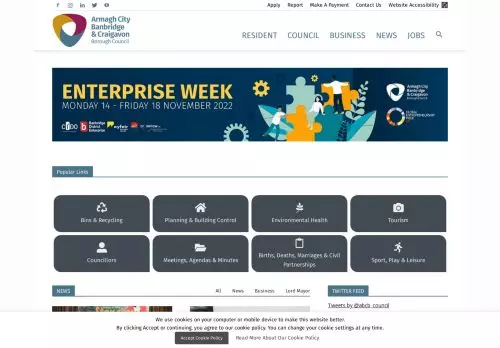 Apply Report Make A Payment Contact Us Website Accessibility
Armagh City
Banbridge
& Craigavon
Borough Council
RESIDENT COUNCIL BUSINESS NEWS JOBS
ENTERPRISE WEEK
MONDAY 14 - FRIDAY 18 NOVEMBER 2022
Armagh City
Banbridge
& Craigavon
Borough Council
GLOBAL
ENTREPRENEURSHIP
WEEK
Banbridge
District
Enterprise
Popular Links
Bins & Recycling
Planning & Building Control
Environmental Health
Tourism
Councillors
Meetings, Agendas & Minutes
Births, Deaths, Marriages & Civil
Partnerships
Sport, Play & Leisure
NEWS All News Business Lord Mayor
TWITTER FEED
Tweets by @abcb_council
We use cookies on your computer or mobile device to make this website better.
By clicking Accept or continuing, you agree to our cookie policy. You can change your cookie settings at any time.
Accept Cookie Policy Read More About Our Cookie Policy